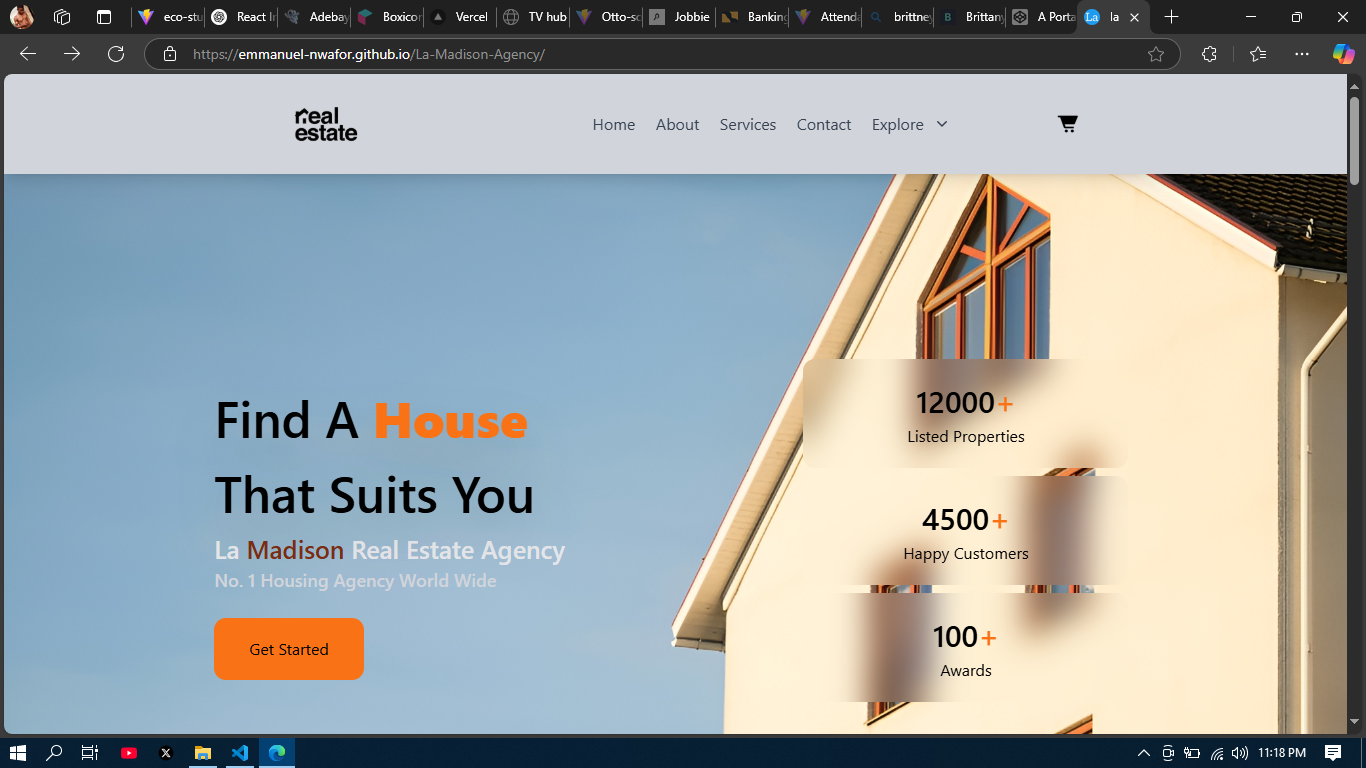 eco-stu
React In
Adebay
Boxicor
Vercel
TV hub
Otto-sc
Jobbie
Banking
Attenda
brittney
Brittany
A Porta
La
la
https://emmanuel-nwafor.github.io/La-Madison-Agency/
real
estate
Home
About
Services
Contact
Explore
Find A House
That Suits You
La Madison Real Estate Agency
No. 1 Housing Agency World Wide
Get Started
12000+
Listed Properties
4500+
Happy Customers
100+
Awards
11:18 PM